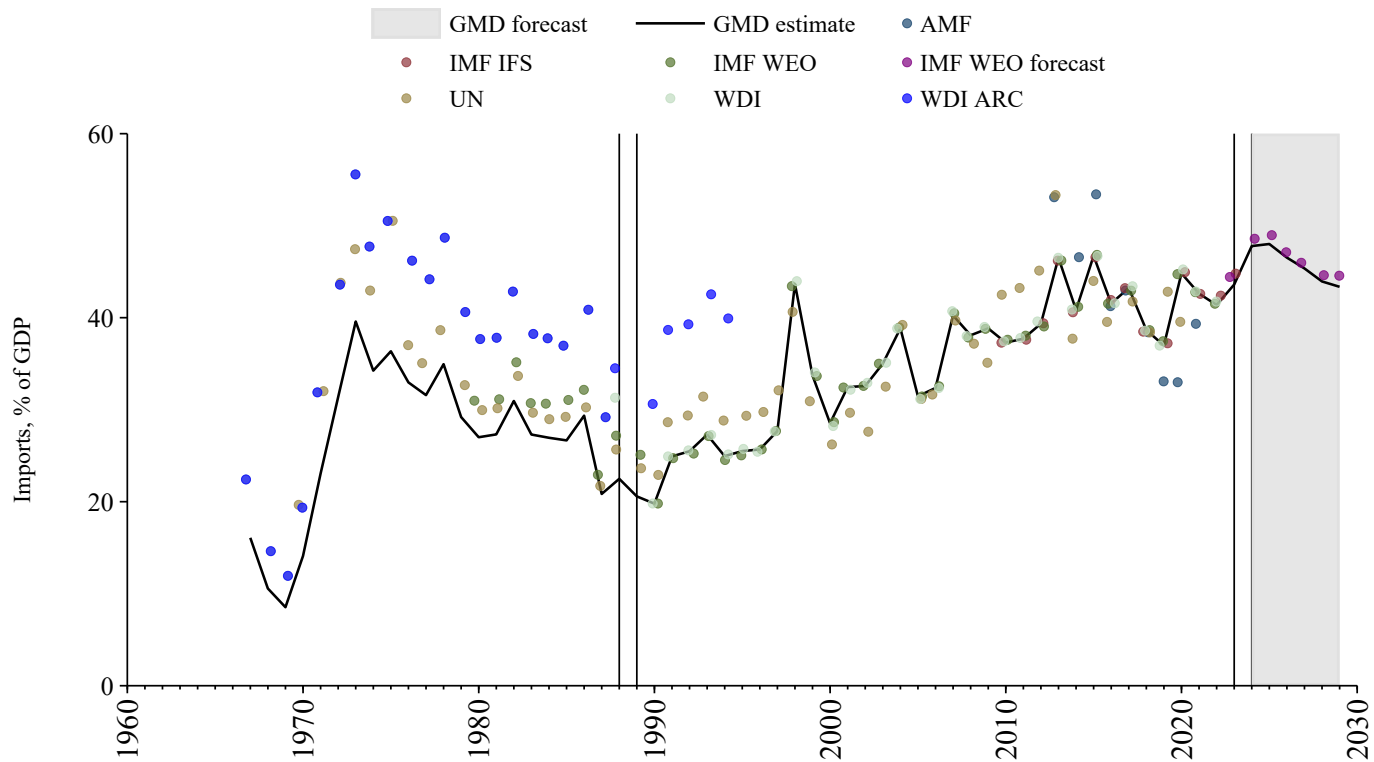 GMD forecast
GMD estimate
AMF
IMF IFS
IMF WEO
IMF WEO forecast
UN
WDI
WDI ARC
Imports, % of GDP
60
40
20
0
1960
1970
1980
1990
2000
2010
2020
2030